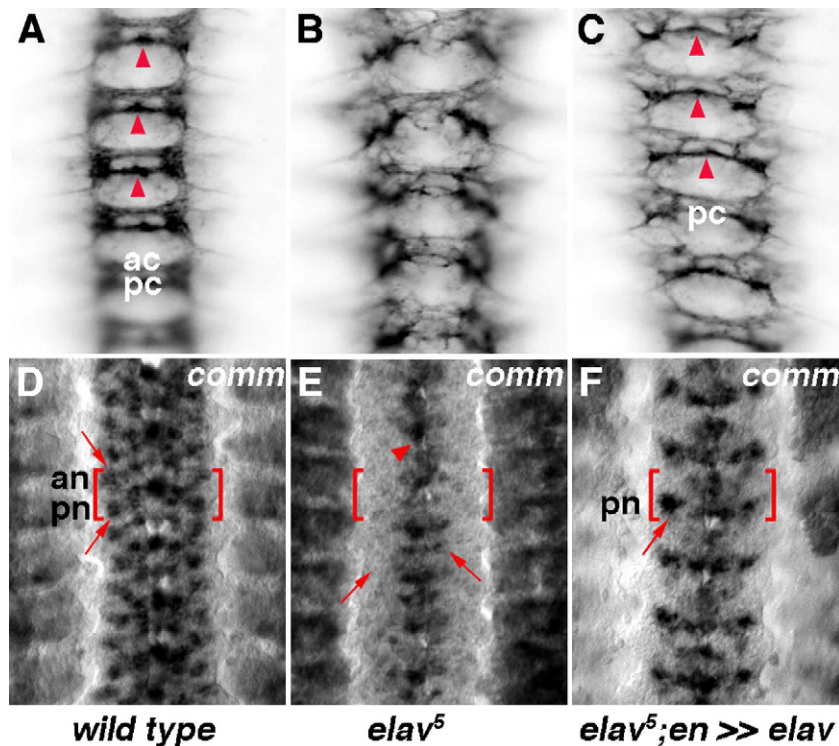 A
B
C
ac
pc
pc
D
comm
E
comm
F
comm
an
pn
pn
wild type
elav⁵
elav⁵;en >> elav